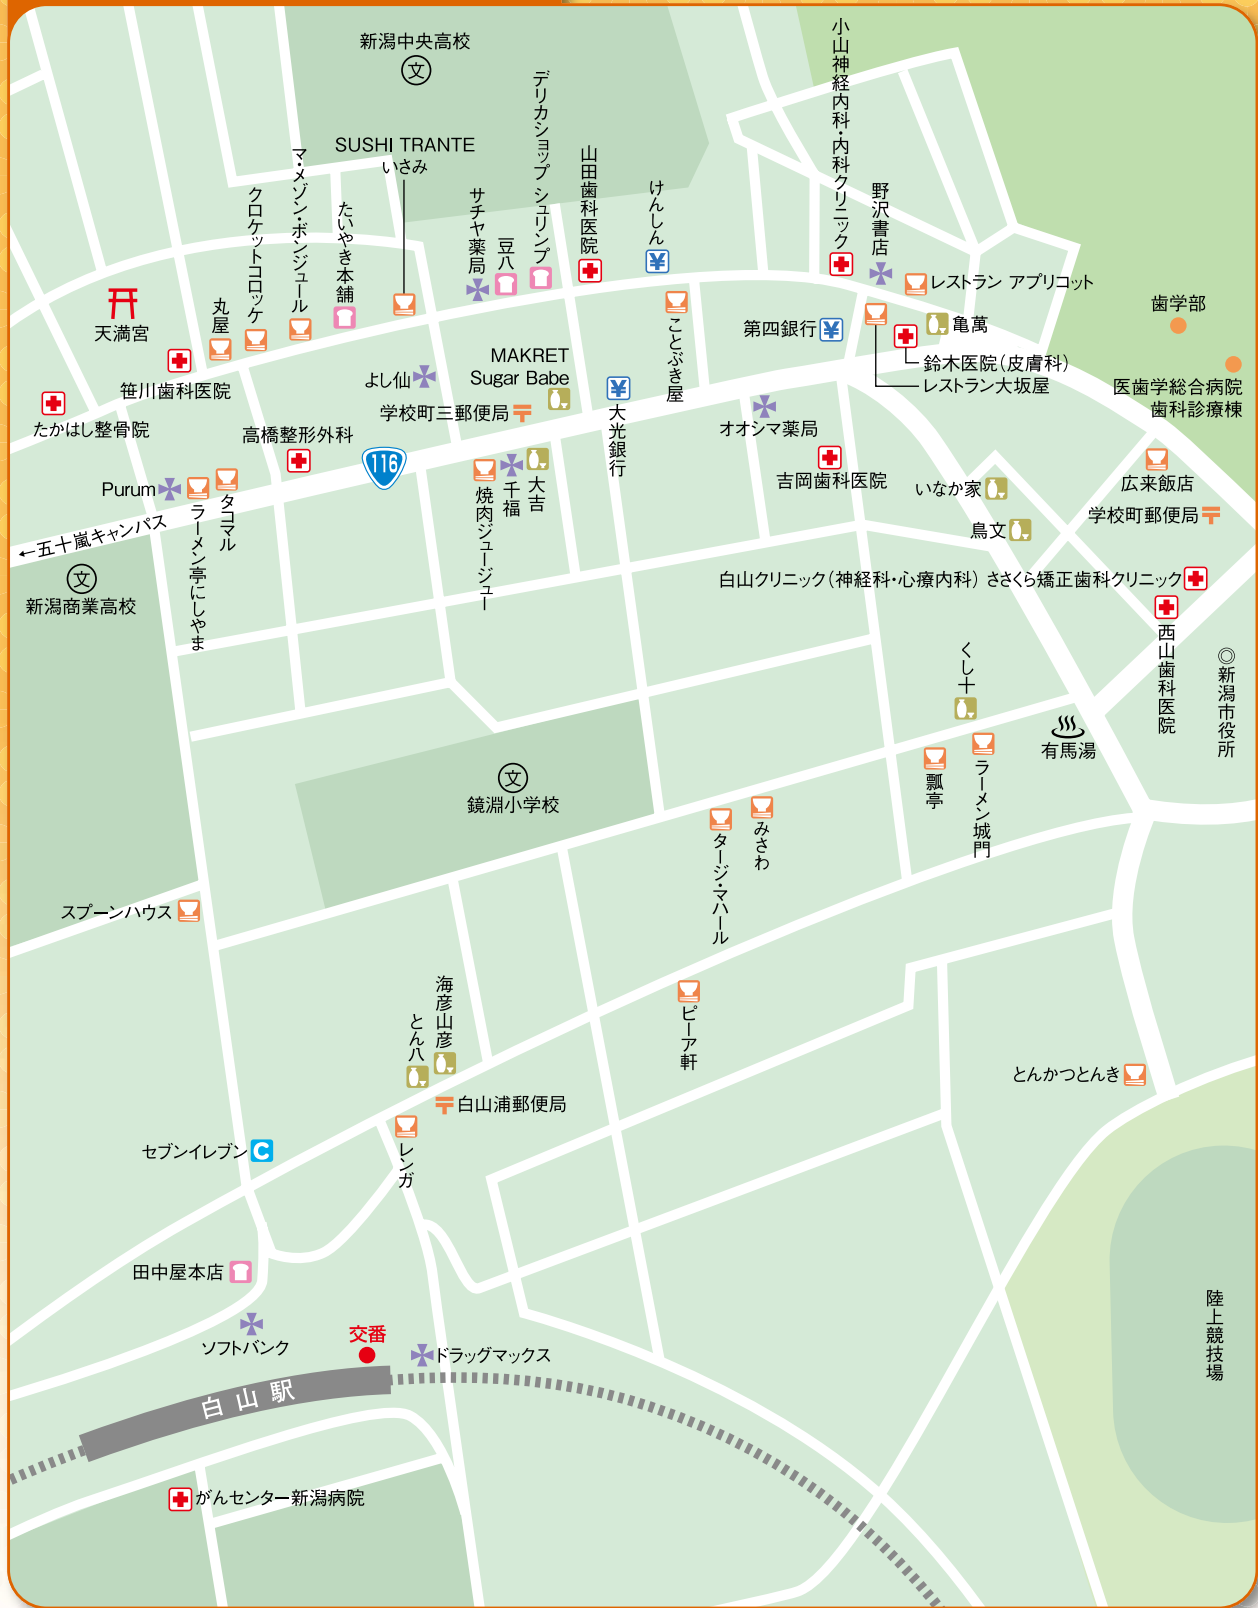 新潟中央高校
文
小山神経内科・内科クリニック
デリカショップ シュリンプ
SUSHI TRANTE
いさみ
マ・メゾン・ボンジュール
山田歯科医院
けんしん
野沢書店
クロケットコロッケ
たいやき本舗
サチヤ薬局
豆八
レストラン アプリコット
天満宮
丸屋
ことぶき屋
第四銀行
亀萬
歯学部
笹川歯科医院
よし仙
MAKRET
Sugar Babe
鈴木医院(皮膚科)
レストラン大坂屋
医歯学総合病院
歯科診療棟
たかはし整骨院
学校町三郵便局
大光銀行
オオシマ薬局
高橋整形外科
116
吉岡歯科医院
いなか家
広来飯店
Purum
ラーメン亭にしやま
タコマル
焼肉ジュージュー
千福
大吉
鳥文
学校町郵便局
←五十嵐キャンパス
文
新潟商業高校
白山クリニック(神経科・心療内科)
ささくら矯正歯科クリニック
西山歯科医院
◎新潟市役所
くし十
有馬湯
文
鏡淵小学校
瓢亭
ラーメン城門
タージ・マハール
みさわ
スプーンハウス
海彦山彦
とん八
ピーア軒
とんかつとんき
白山浦郵便局
レンガ
セブンイレブン
C
田中屋本店
ソフトバンク
交番
ドラッグマックス
陸上競技場
白山駅
がんセンター新潟病院